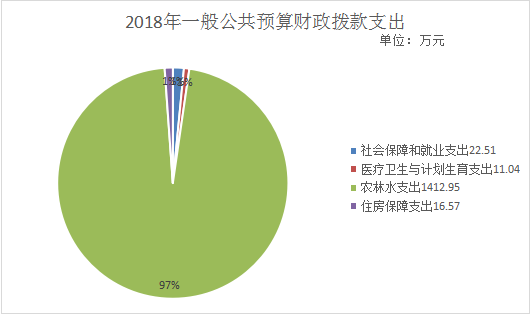 2018年一般公共预算财政拨款支出
单位：万元
1%
97%
社会保障和就业支出22.51
医疗卫生与计划生育支出11.04
农林水支出1412.95
住房保障支出16.57